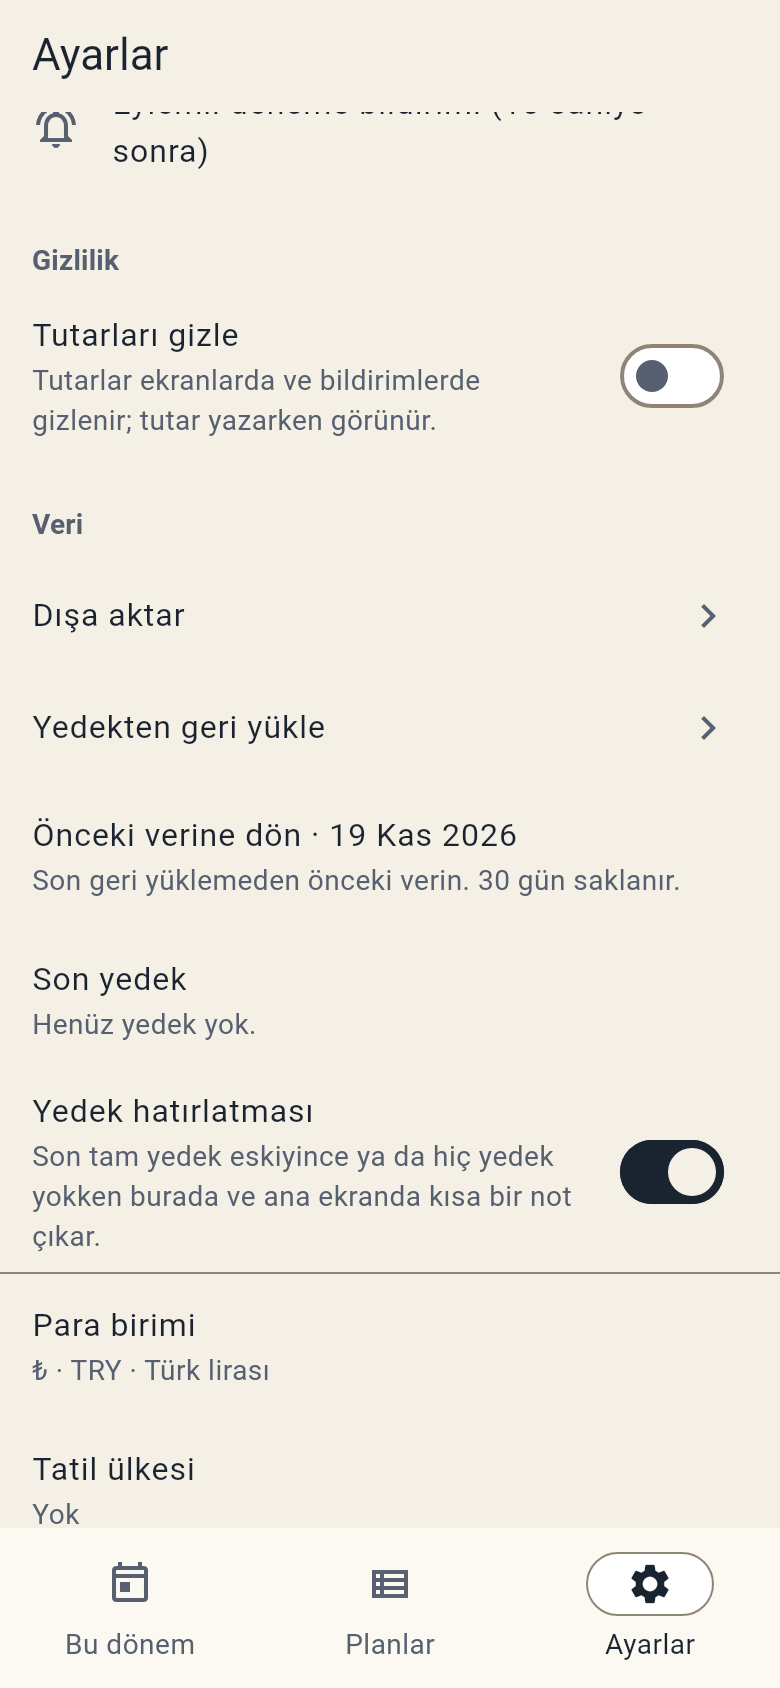 Ayarlar
sonra)
Gizlilik
Tutarları gizle
Tutarlar ekranlarda ve bildirimlerde
gizlenir; tutar yazarken görünür.
Veri
Dışa aktar
Yedekten geri yükle
Önceki verine dön · 19 Kas 2026
Son geri yüklemeden önceki verin. 30 gün saklanır.
Son yedek
Henüz yedek yok.
Yedek hatırlatması
Son tam yedek eskiyince ya da hiç yedek
yokken burada ve ana ekranda kısa bir not
çıkar.
Para birimi
₺ · TRY · Türk lirası
Tatil ülkesi
Yok
Bu dönem
Planlar
Ayarlar